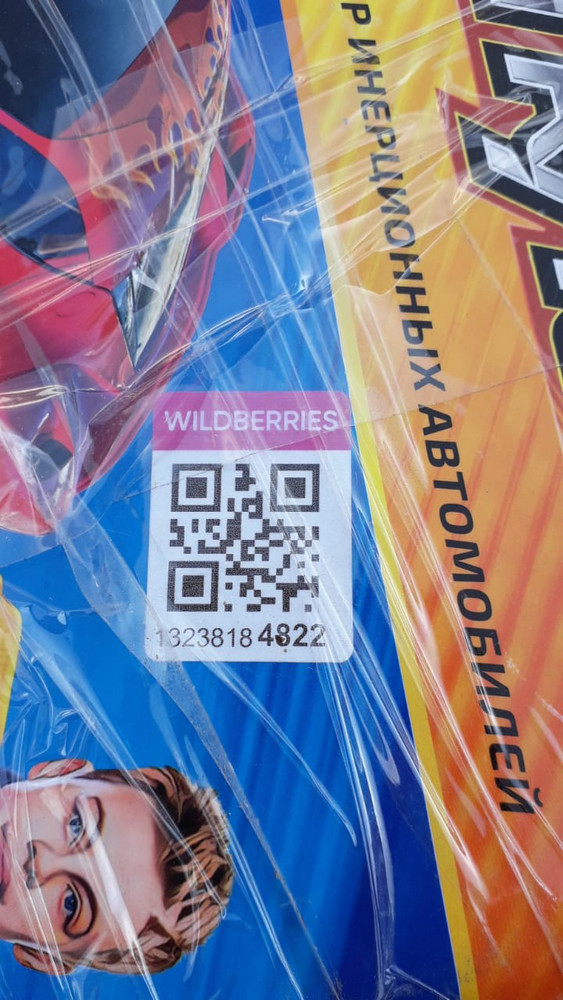 Р ИНЕРЦИОННЫХ АВТОМОБИЛЕЙ
WILDBERRIES
1323818 4822